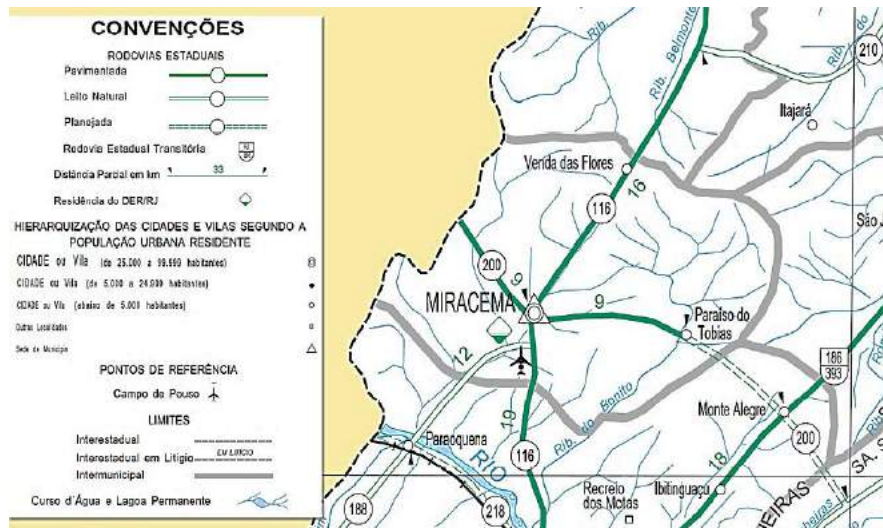 CONVENÇÕES
RODOVIAS ESTADUAIS
Pavimentada
Leito Natural
Planejada
Rodovia Estadual Transitória
Distância Parcial em km
33
Residência do DER/RJ
HIERARQUIZAÇÃO DAS CIDADES E VILAS SEGUNDO A
POPULAÇÃO URBANA RESIDENTE
CIDADE ou Vila (de 25.000 a 99.999 habitantes)
CIDADE ou Vila (de 5.000 a 24.999 habitantes)
CIDADE ou Vila (abaixo de 5.000 habitantes)
Outras Localidades
Sede de Município
PONTOS DE REFERÊNCIA
Campo de Pouso
LIMITES
Interestadual
Interestadual em Litígio
EM LITÍGIO
Intermunicipal
Curso d'Água e Lagoa Permanente
Rib.
Rib. Belmonte
Rib. do
210
Itajara
Venda das Flores
16
116
São
200
9
MIRACEMA
9
Paraíso do
Tobias
12
186
393
Rib. do Bonito
Monte Alegre
19
Paraoquena
RIO
116
200
18
SA. S
Recreio
dos Motas
Ibitinguaçu
EIRAS
188
218